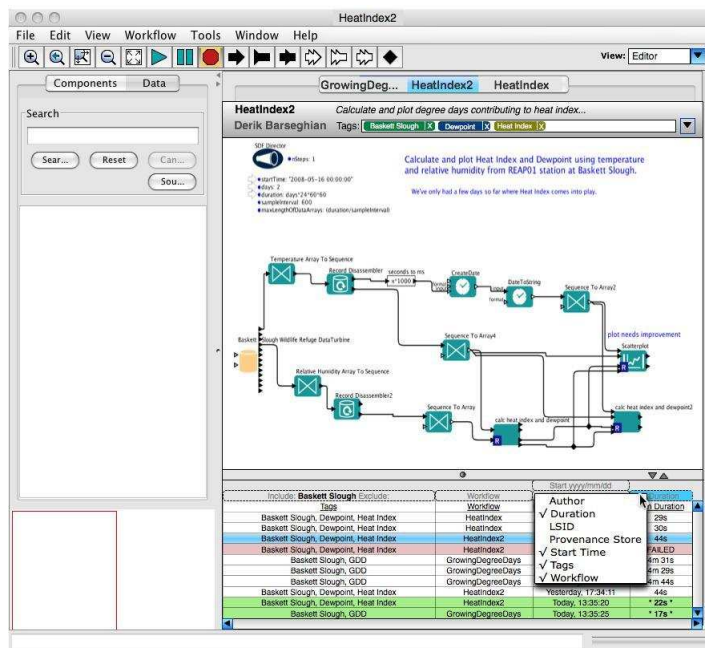 HeatIndex2
File Edit View Workflow Tools Window Help
View: Editor
Components Data
GrowingDeg... HeatIndex2 HeatIndex
Search
Sear... Reset Can...
Sou...
HeatIndex2 Calculate and plot degree days contributing to heat index...
Derik Barseghian Tags: Baskett Slough X Dewpoint X Heat Index X
SDF Director
nSteps: 1
startTime: "2008-05-16 00:00:00"
days: 2
duration: days*24*60*60
sampleInterval: 600
maxLengthOfDataArrays: (duration/sampleInterval)
Calculate and plot Heat Index and Dewpoint using temperature
and relative humidity from REAP01 station at Baskett Slough.
We've only had a few days so far where Heat Index comes into play.
Temperature Array To Sequence
Record Disassembler
seconds to ms
x*1000
CreateDate
format
input
DateToString
input
format
Sequence To Array2
Baskett Slough Wildlife Refuge DataTurbine
Sequence To Array4
plot needs improvement
Scatterplot
R
Relative Humidity Array To Sequence
Record Disassembler2
Sequence To Array
calc heat index and dewpoint
R
calc heat index and dewpoint2
R
Start yyyy/mm/dd
Include: Baskett Slough Exclude: Workflow Duration
Tags Workflow n Duration
Baskett Slough, Dewpoint, Heat Index HeatIndex 29s
Baskett Slough, Dewpoint, Heat Index HeatIndex 30s
Baskett Slough, Dewpoint, Heat Index HeatIndex2 44s
Baskett Slough, Dewpoint, Heat Index HeatIndex2 FAILED
Baskett Slough, GDD GrowingDegreeDays 4m 31s
Baskett Slough, GDD GrowingDegreeDays 4m 29s
Baskett Slough, GDD GrowingDegreeDays 4m 44s
Baskett Slough, Dewpoint, Heat Index HeatIndex2 Yesterday, 17:34:11 44s
Baskett Slough, Dewpoint, Heat Index HeatIndex2 Today, 13:35:20 * 22s *
Baskett Slough, GDD GrowingDegreeDays Today, 13:35:25 * 17s *
Author
√ Duration
LSID
Provenance Store
√ Start Time
√ Tags
√ Workflow